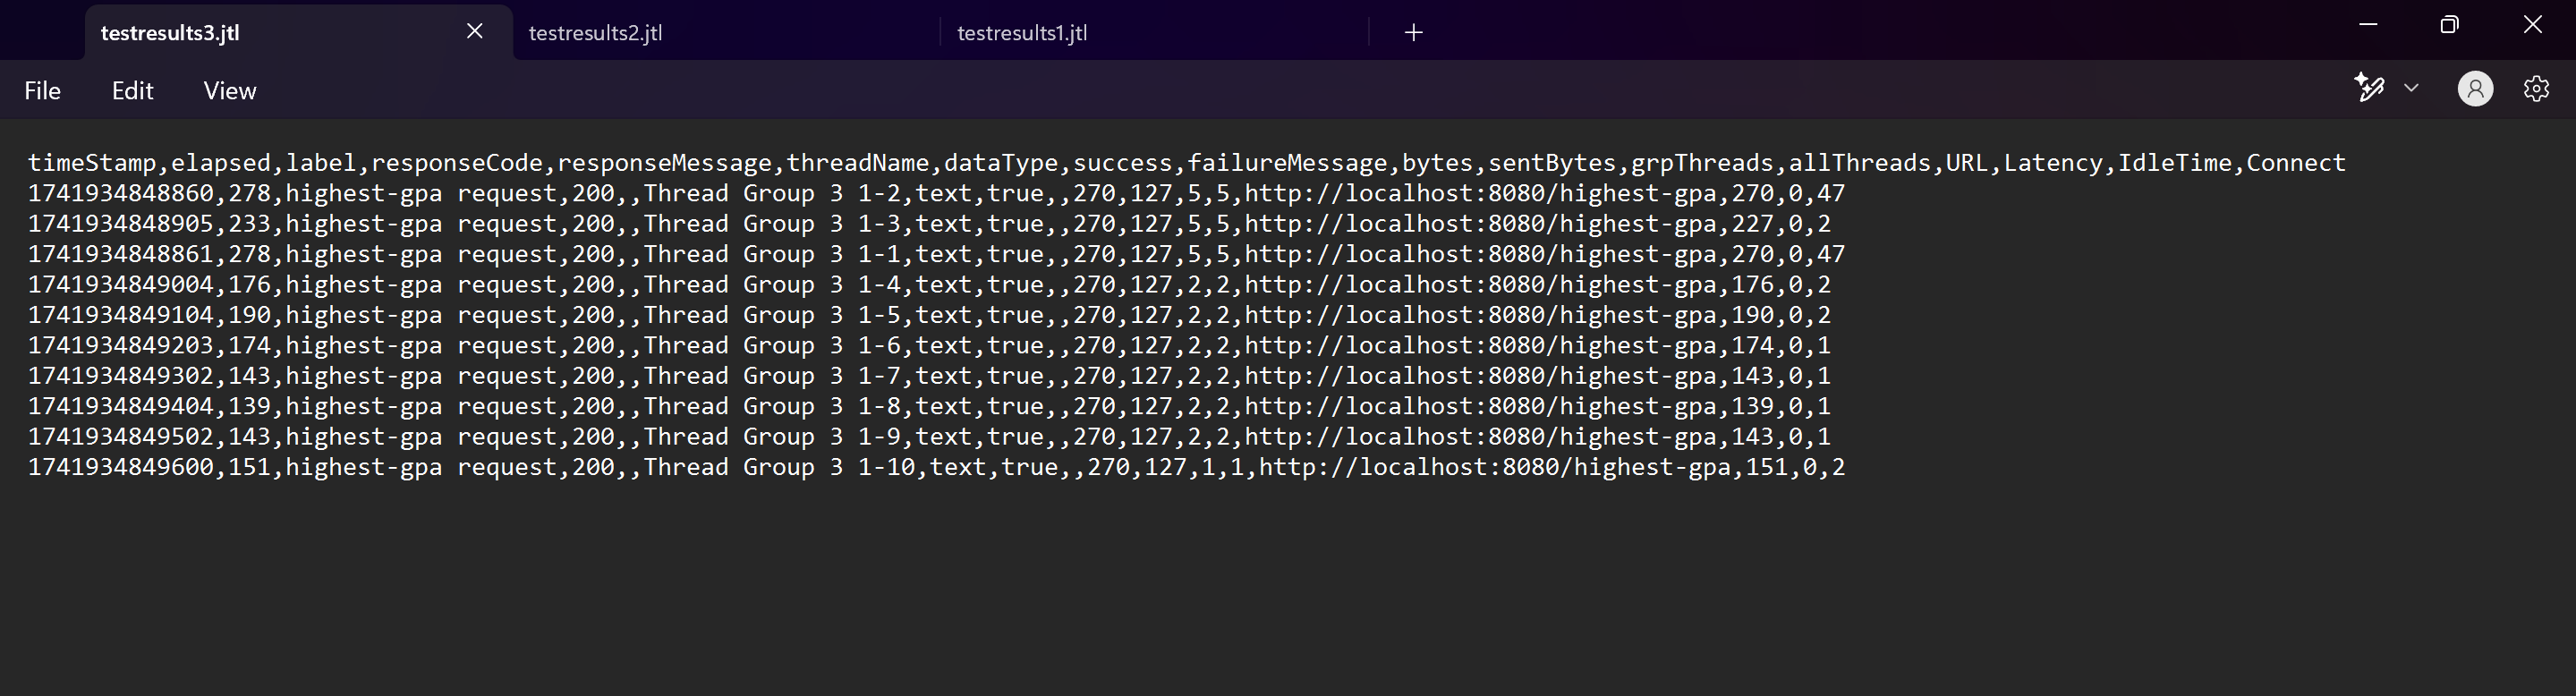 testresults3.jtl testresults2.jtl testresults1.jtl
File Edit View
timeStamp,elapsed,label,responseCode,responseMessage,threadName,dataType,success,failureMessage,bytes,sentBytes,grpThreads,allThreads,URL,Latency,IdleTime,Connect
1741934848860,278,highest-gpa request,200,,Thread Group 3 1-2,text,true,,270,127,5,5,http://localhost:8080/highest-gpa,270,0,47
1741934848905,233,highest-gpa request,200,,Thread Group 3 1-3,text,true,,270,127,5,5,http://localhost:8080/highest-gpa,227,0,2
1741934848861,278,highest-gpa request,200,,Thread Group 3 1-1,text,true,,270,127,5,5,http://localhost:8080/highest-gpa,270,0,47
1741934849004,176,highest-gpa request,200,,Thread Group 3 1-4,text,true,,270,127,2,2,http://localhost:8080/highest-gpa,176,0,2
1741934849104,190,highest-gpa request,200,,Thread Group 3 1-5,text,true,,270,127,2,2,http://localhost:8080/highest-gpa,190,0,2
1741934849203,174,highest-gpa request,200,,Thread Group 3 1-6,text,true,,270,127,2,2,http://localhost:8080/highest-gpa,174,0,1
1741934849302,143,highest-gpa request,200,,Thread Group 3 1-7,text,true,,270,127,2,2,http://localhost:8080/highest-gpa,143,0,1
1741934849404,139,highest-gpa request,200,,Thread Group 3 1-8,text,true,,270,127,2,2,http://localhost:8080/highest-gpa,139,0,1
1741934849502,143,highest-gpa request,200,,Thread Group 3 1-9,text,true,,270,127,2,2,http://localhost:8080/highest-gpa,143,0,1
1741934849600,151,highest-gpa request,200,,Thread Group 3 1-10,text,true,,270,127,1,1,http://localhost:8080/highest-gpa,151,0,2